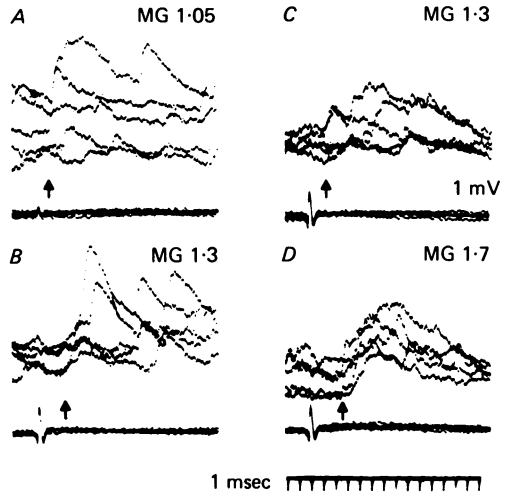 A MG 1·05
C MG 1·3
1 mV
B MG 1·3
D MG 1·7
1 msec